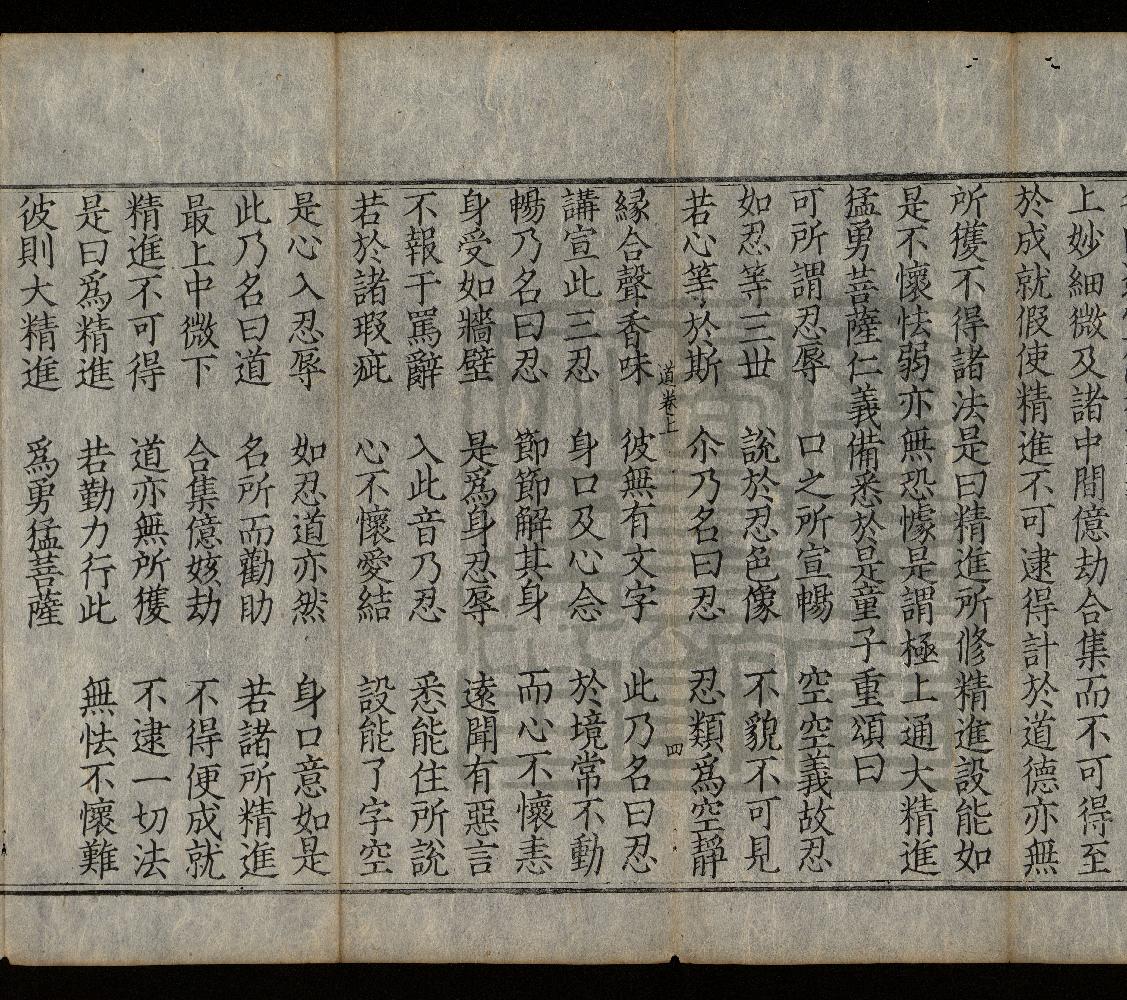 上妙細微及諸中間億劫合集而不可得至
於成就假使精進不可逮得計於道德亦無
所獲不得諸法是曰精進所修精進設能如
是不懷怯弱亦無恐懅是謂極上通大精進
猛勇菩薩仁義備悉於是童子重頌曰
可所謂忍辱 口之所宣暢 空空義故忍
如忍等三世 說於忍色像 不貌不可見
若心等於斯 尒乃名曰忍 忍類爲空靜
道卷上 四
緣合聲香味 彼無有文字 此乃名曰忍
講宣此三忍 身口及心念 於境常不動
暢乃名曰忍 節節解其身 而心不懷恚
身受如牆壁 是爲身忍辱 遠聞有惡言
不報于罵辭 入此音乃忍 悉能住所說
若於諸瑕疵 心不懷愛結 設能了字空
是心入忍辱 如忍道亦然 身口意如是
此乃名曰道 名所而勸助 若諸所精進
最上中微下 合集億姟劫 不得便成就
精進不可得 道亦無所獲 不逮一切法
是曰爲精進 若勤力行此 無怯不懷難
彼則大精進 爲勇猛菩薩